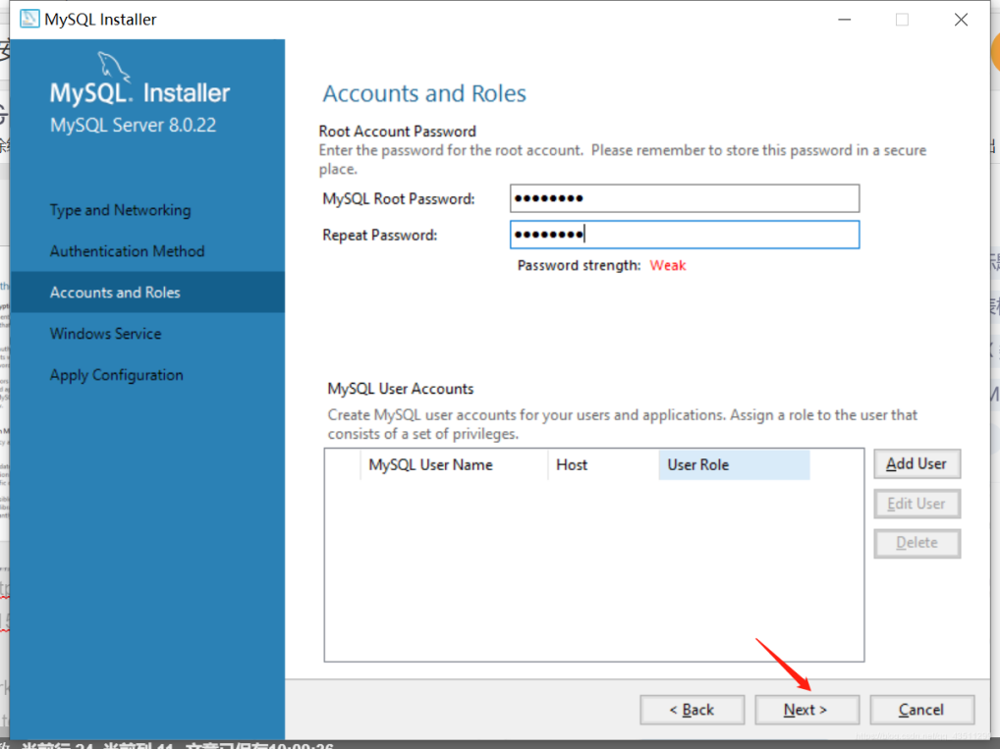 MySQL Installer
MySQL. Installer
MySQL Server 8.0.22
Type and Networking
Authentication Method
Accounts and Roles
Windows Service
Apply Configuration
Accounts and Roles
Root Account Password
Enter the password for the root account. Please remember to store this password in a secure
place.
MySQL Root Password: ●●●●●●●●
Repeat Password: ●●●●●●●●
Password strength: Weak
MySQL User Accounts
Create MySQL user accounts for your users and applications. Assign a role to the user that
consists of a set of privileges.
MySQL User Name Host User Role
Add User
Edit User
Delete
< Back Next > Cancel